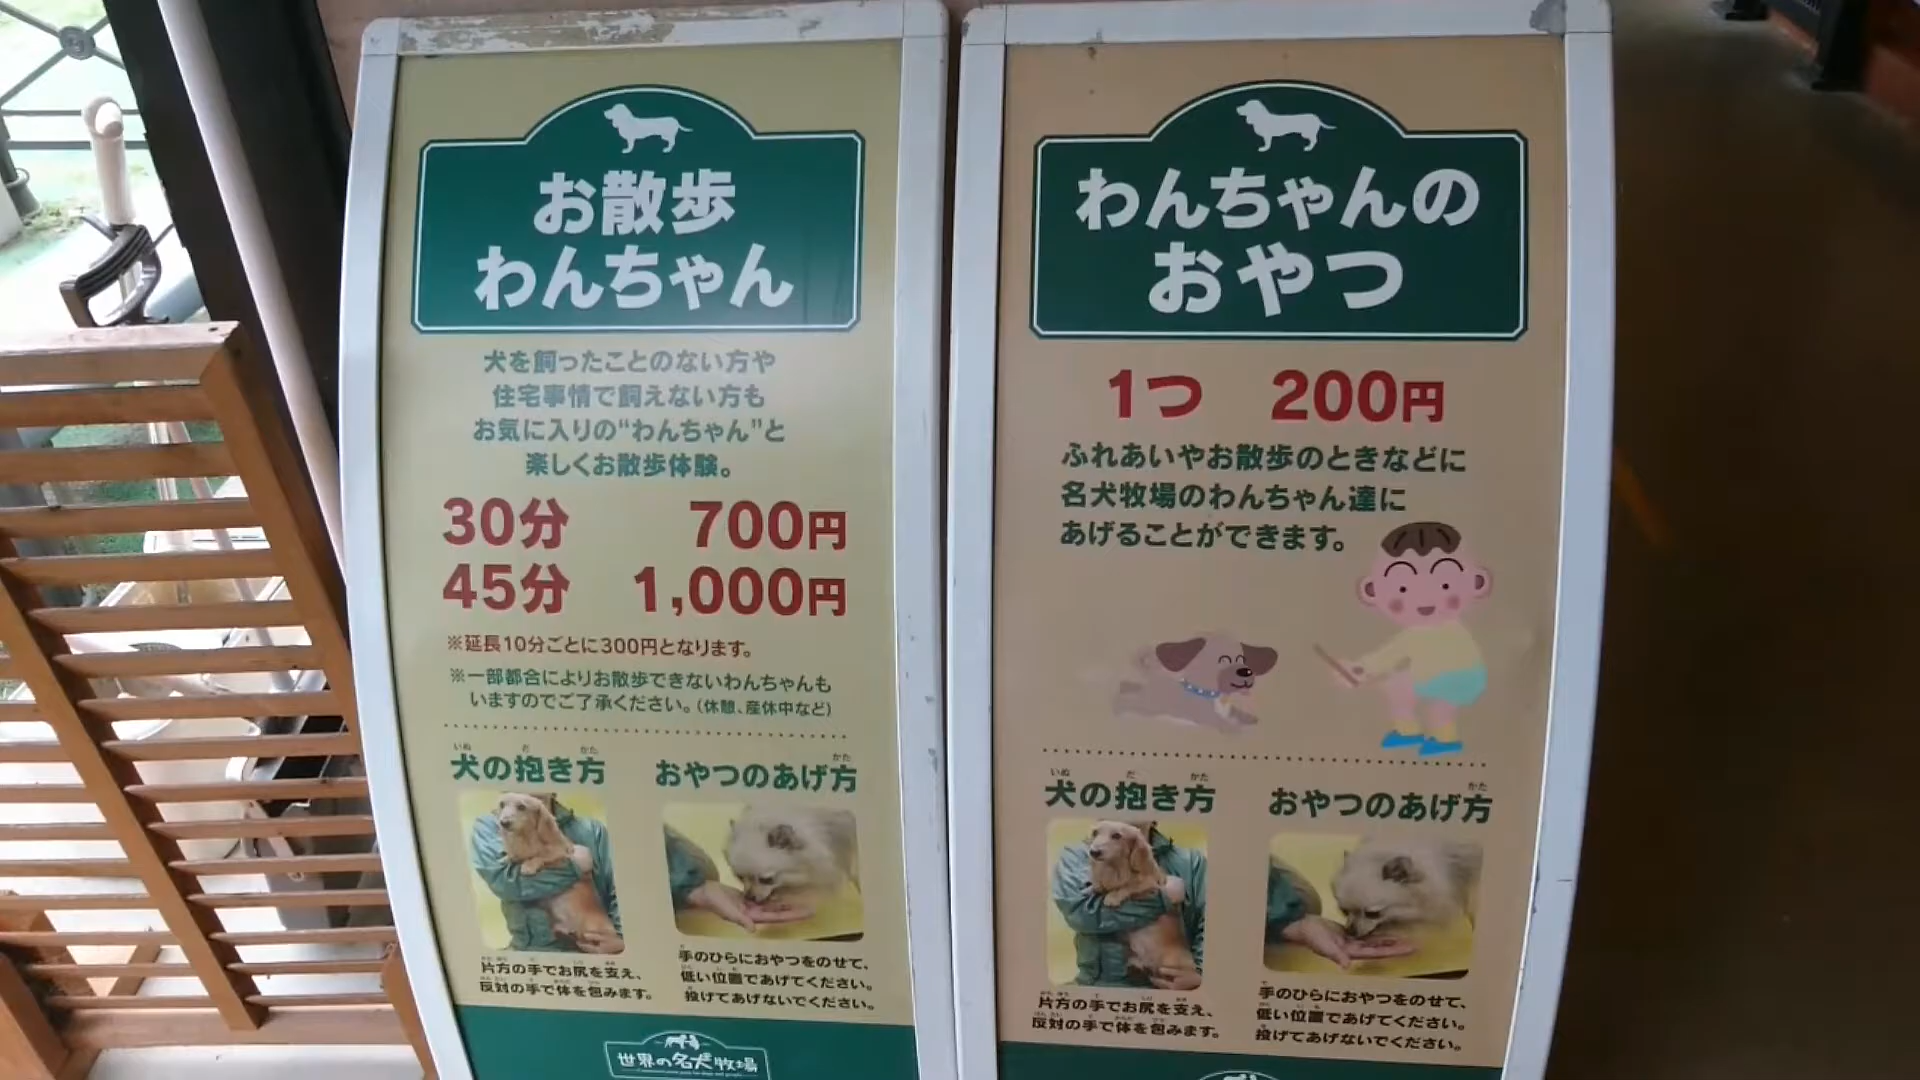 お散歩
わんちゃん
犬を飼ったことのない方や
住宅事情で飼えない方も
お気に入りの“わんちゃん”と
楽しくお散歩体験。
30分 700円
45分 1,000円
※延長10分ごとに300円となります。
※一部都合によりお散歩できないわんちゃんも
いますのでご了承ください。(休憩、産休中など)
犬の抱き方
片方の手でお尻を支え、
反対の手で体を包みます。
おやつのあげ方
手のひらにおやつをのせて、
低い位置であげてください。
投げてあげないでください。
世界の名犬牧場
わんちゃんの
おやつ
1つ 200円
ふれあいやお散歩のときなどに
名犬牧場のわんちゃん達に
あげることができます。
犬の抱き方
片方の手でお尻を支え、
反対の手で体を包みます。
おやつのあげ方
手のひらにおやつをのせて、
低い位置であげてください。
投げてあげないでください。